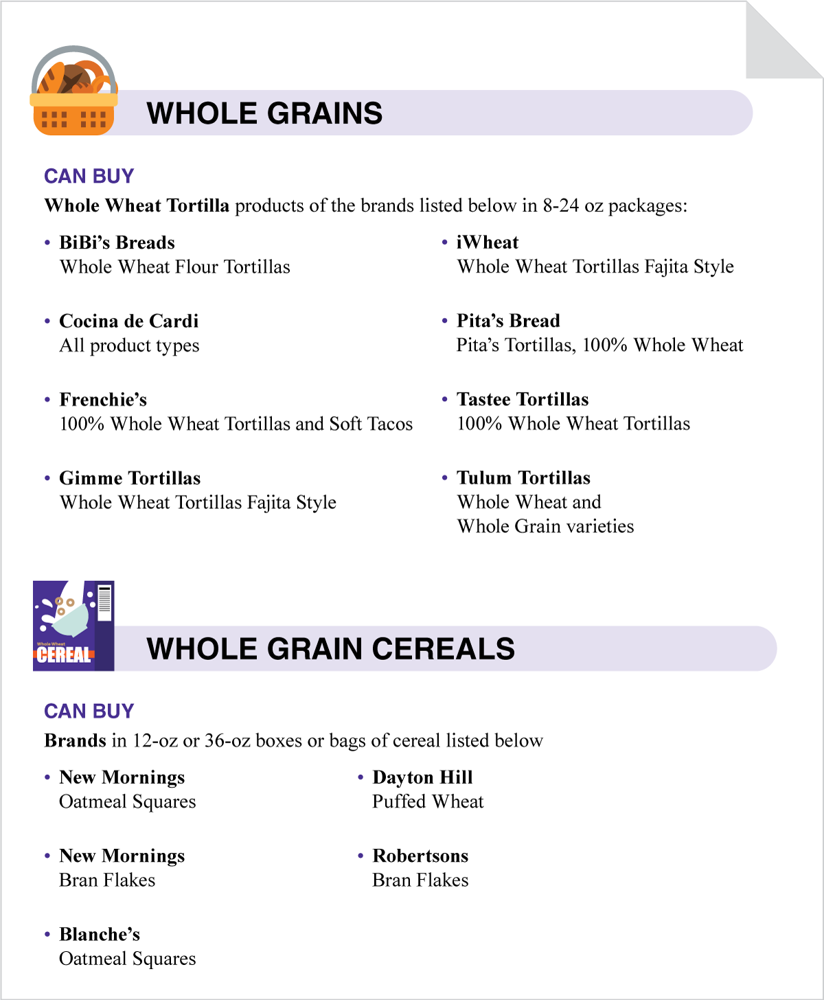 WHOLE GRAINS
CAN BUY
Whole Wheat Tortilla products of the brands listed below in 8-24 oz packages:
• BiBi’s Breads
Whole Wheat Flour Tortillas
• Cocina de Cardi
All product types
• Frenchie’s
100% Whole Wheat Tortillas and Soft Tacos
• Gimme Tortillas
Whole Wheat Tortillas Fajita Style
• iWheat
Whole Wheat Tortillas Fajita Style
• Pita’s Bread
Pita’s Tortillas, 100% Whole Wheat
• Tastee Tortillas
100% Whole Wheat Tortillas
• Tulum Tortillas
Whole Wheat and
Whole Grain varieties
Whole Wheat
CEREAL
WHOLE GRAIN CEREALS
CAN BUY
Brands in 12-oz or 36-oz boxes or bags of cereal listed below
• New Mornings
Oatmeal Squares
• New Mornings
Bran Flakes
• Blanche’s
Oatmeal Squares
• Dayton Hill
Puffed Wheat
• Robertsons
Bran Flakes